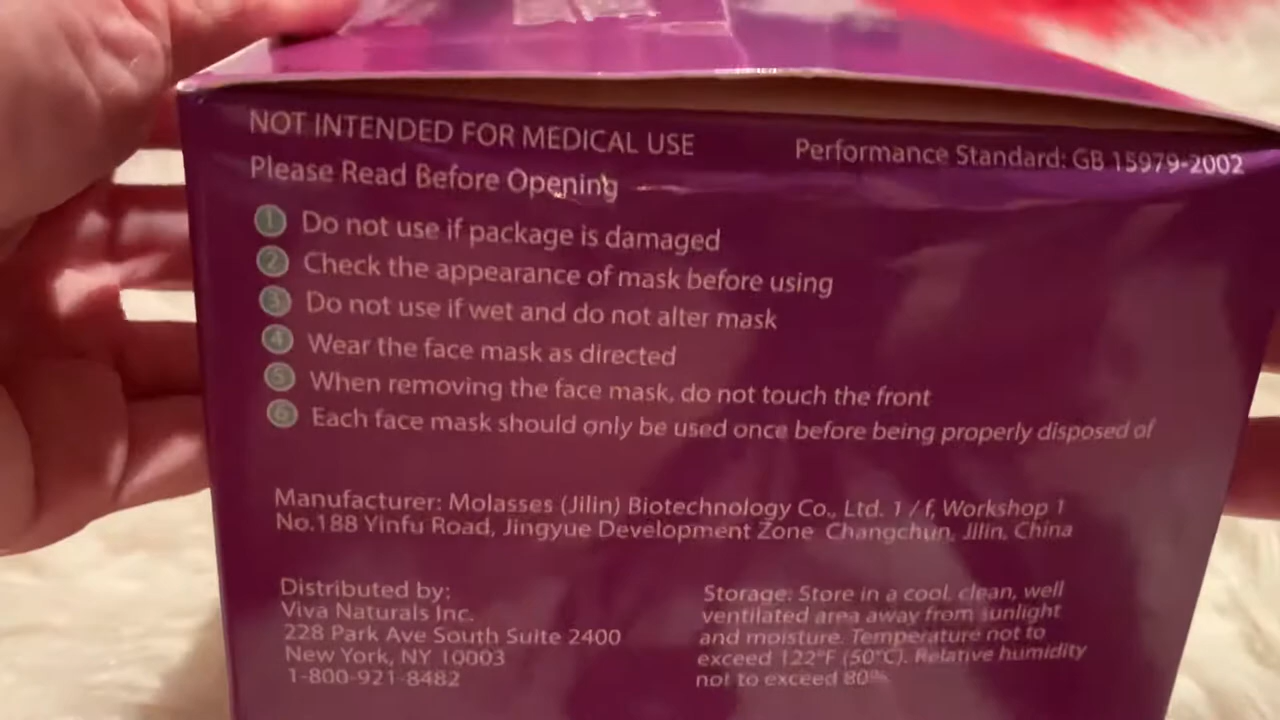 NOT INTENDED FOR MEDICAL USE
Performance Standard: GB 15979-2002
Please Read Before Opening
1 Do not use if package is damaged
2 Check the appearance of mask before using
3 Do not use if wet and do not alter mask
4 Wear the face mask as directed
5 When removing the face mask, do not touch the front
6 Each face mask should only be used once before being properly disposed of
Manufacturer: Molasses (Jilin) Biotechnology Co., Ltd. 1 / f, Workshop 1
No.188 Yinfu Road, Jingyue Development Zone Changchun, Jilin, China
Distributed by:
Viva Naturals Inc.
228 Park Ave South Suite 2400
New York, NY 10003
1-800-921-8482
Storage: Store in a cool, clean, well
ventilated area away from sunlight
and moisture. Temperature not to
exceed 122°F (50°C). Relative humidity
not to exceed 80%.